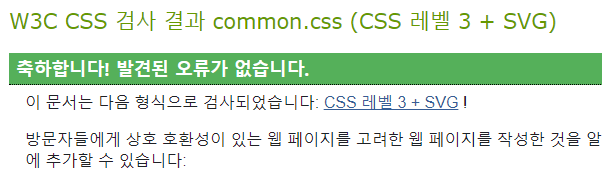 W3C CSS 검사 결과 common.css (CSS 레벨 3 + SVG)
축하합니다! 발견된 오류가 없습니다.
이 문서는 다음 형식으로 검사되었습니다: CSS 레벨 3 + SVG !
방문자들에게 상호 호환성이 있는 웹 페이지를 고려한 웹 페이지를 작성한 것을 알
에 추가할 수 있습니다: